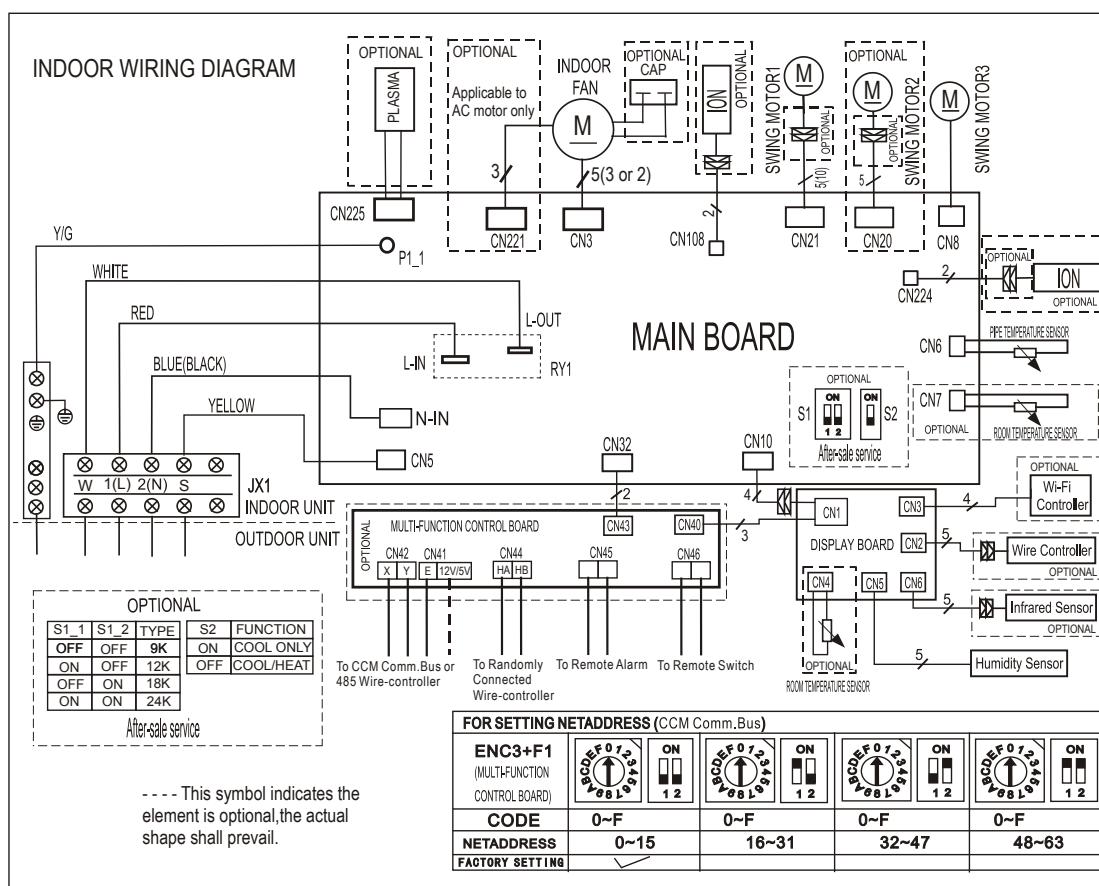 INDOOR WIRING DIAGRAM
OPTIONAL
PLASMA
OPTIONAL
Applicable to
AC motor only
INDOOR
FAN
M
OPTIONAL
CAP
ION
OPTIONAL
SWING MOTOR1
M
OPTIONAL
OPTIONAL
M
OPTIONAL
SWING MOTOR2
M
SWING MOTOR3
3
5(3 or 2)
2
5(10)
5
CN225
P1_1
CN221
CN3
CN108
CN21
CN20
CN8
Y/G
WHITE
RED
BLUE(BLACK)
YELLOW
L-OUT
L-IN
RY1
N-IN
CN5
MAIN BOARD
CN224
2
OPTIONAL
ION
OPTIONAL
CN6
PIPE TEMPERATURE SENSOR
CN7
OPTIONAL
ROOM TEMPERATURE SENSOR
OPTIONAL
S1
ON
1 2
ON
S2
After-sale service
CN32
2
CN10
4
W 1(L) 2(N) S
JX1
INDOOR UNIT
OUTDOOR UNIT
OPTIONAL
MULTI-FUNCTION CONTROL BOARD
CN43
CN40
3
CN42
X Y
CN41
E 12V/5V
CN44
HA HB
CN45
CN46
To CCM Comm.Bus or
485 Wire-controller
To Randomly
Connected
Wire-controller
To Remote Alarm
To Remote Switch
CN1
CN3
CN2
DISPLAY BOARD
CN4
CN5
CN6
OPTIONAL
ROOM TEMPERATURE SENSOR
4
OPTIONAL
Wi-Fi
Controller
5
Wire Controller
OPTIONAL
5
Infrared Sensor
OPTIONAL
5
Humidity Sensor
OPTIONAL
S1_1 S1_2 TYPE
OFF OFF 9K
ON OFF 12K
OFF ON 18K
ON ON 24K
S2 FUNCTION
ON COOL ONLY
OFF COOL/HEAT
After-sale service
- - - - This symbol indicates the
element is optional,the actual
shape shall prevail.
FOR SETTING NETADDRESS (CCM Comm.Bus)
ENC3+F1
(MULTI-FUNCTION
CONTROL BOARD)
0123456789ABCDEF
ON
1 2
0123456789ABCDEF
ON
1 2
0123456789ABCDEF
ON
1 2
0123456789ABCDEF
ON
1 2
CODE 0~F 0~F 0~F 0~F
NETADDRESS 0~15 16~31 32~47 48~63
FACTORY SETTING